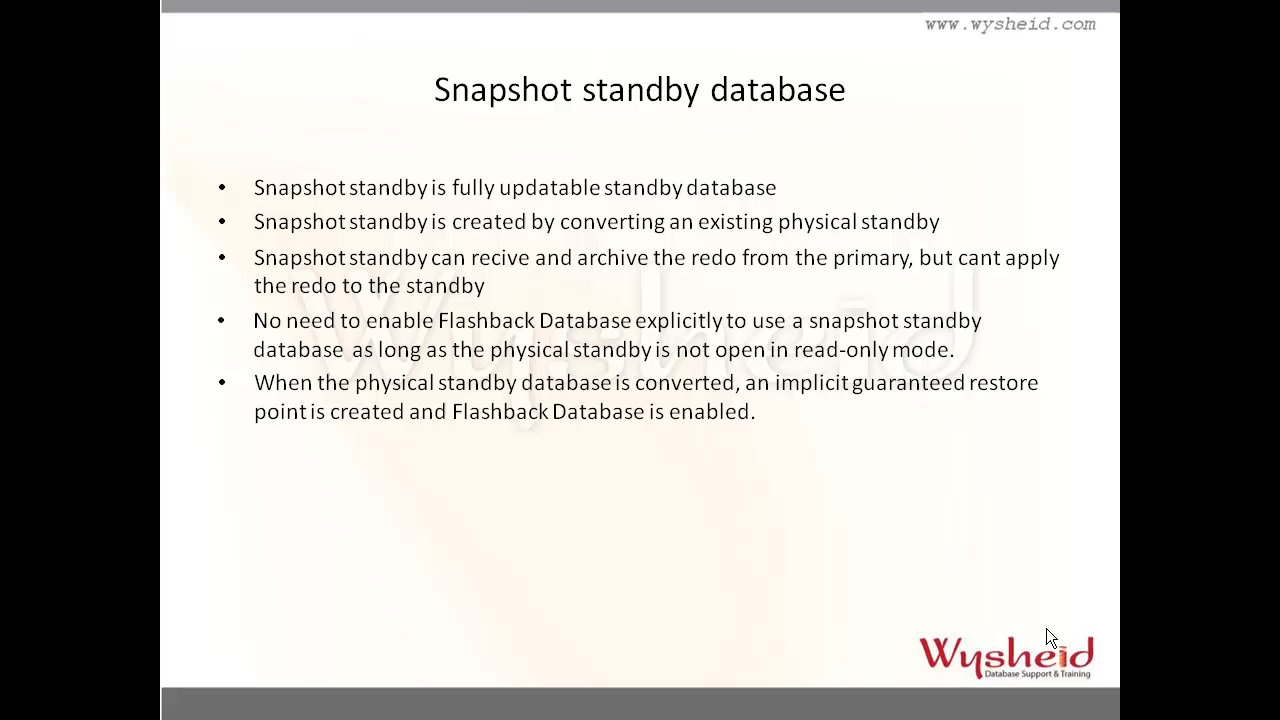 www.wysheid.com
Snapshot standby database
• Snapshot standby is fully updatable standby database
• Snapshot standby is created by converting an existing physical standby
• Snapshot standby can recive and archive the redo from the primary, but cant apply
the redo to the standby
• No need to enable Flashback Database explicitly to use a snapshot standby
database as long as the physical standby is not open in read-only mode.
• When the physical standby database is converted, an implicit guaranteed restore
point is created and Flashback Database is enabled.
Wysheid
Wysheid
Database Support & Training